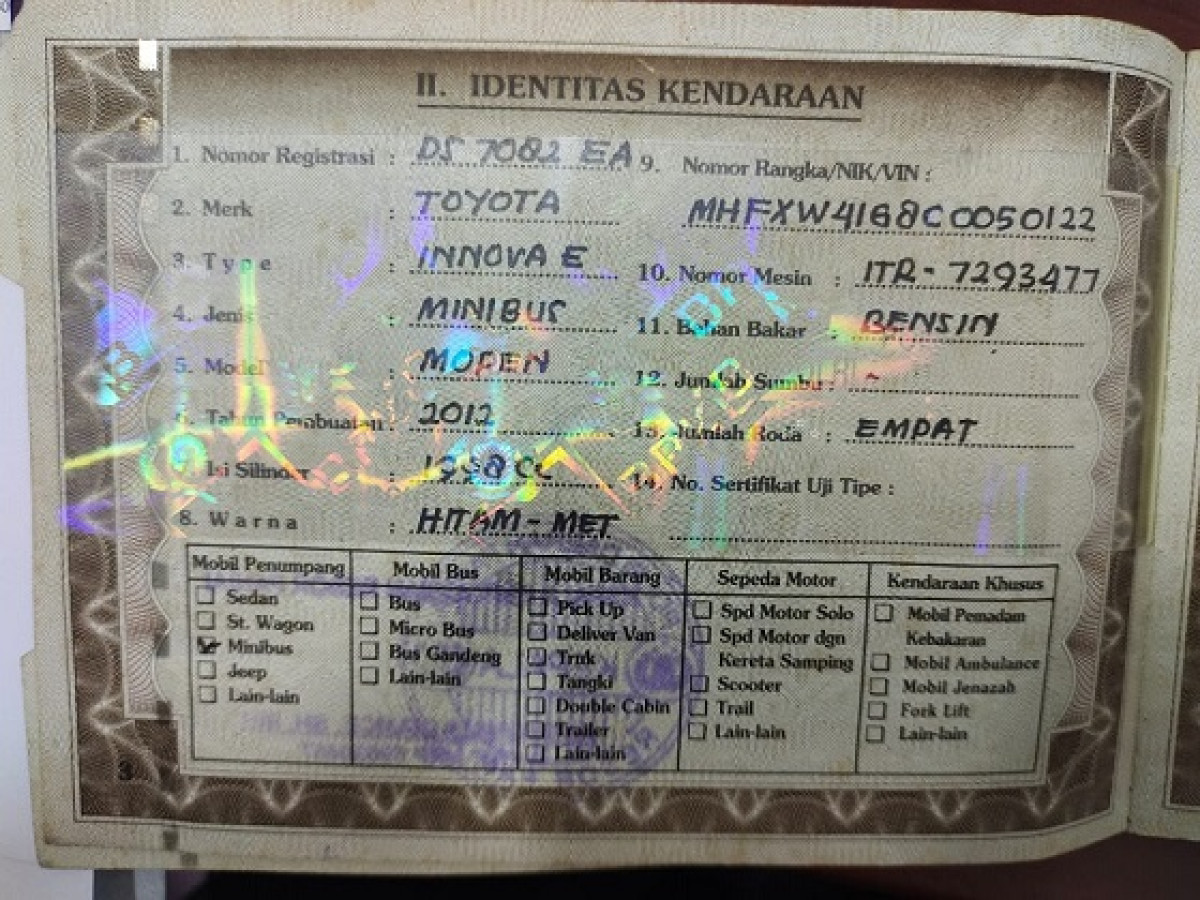 II. IDENTITAS KENDARAAN
1. Nomor Registrasi : DS 7082 EA
2. Merk : TOYOTA
3. Type : INNOVA E
4. Jenis : MINIBUS
5. Model : MOPEN
6. Tahun Pembuatan : 2012
7. Isi Silinder : 1998 CC
8. Warna : HITAM - MET
9. Nomor Rangka/NIK/VIN :
MHFXW41G8C0050122
10. Nomor Mesin : 1TR - 7293477
11. Bahan Bakar : BENSIN
12. Jumlah Sumbu : -
13. Jumlah Roda : EMPAT
14. No. Sertifikat Uji Tipe :
Mobil Penumpang
Sedan
St. Wagon
Minibus
Jeep
Lain-lain
Mobil Bus
Bus
Micro Bus
Bus Gandeng
Lain-lain
Mobil Barang
Pick Up
Deliver Van
Truk
Tangki
Double Cabin
Trailer
Lain-lain
Sepeda Motor
Spd Motor Solo
Spd Motor dgn
Kereta Samping
Scooter
Trail
Lain-lain
Kendaraan Khusus
Mobil Pemadam
Kebakaran
Mobil Ambulance
Mobil Jenazah
Fork Lift
Lain-lain
3